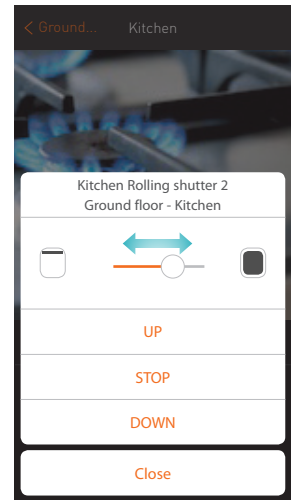 Ground... Kitchen
Kitchen Rolling shutter 2
Ground floor - Kitchen
UP
STOP
DOWN
Close